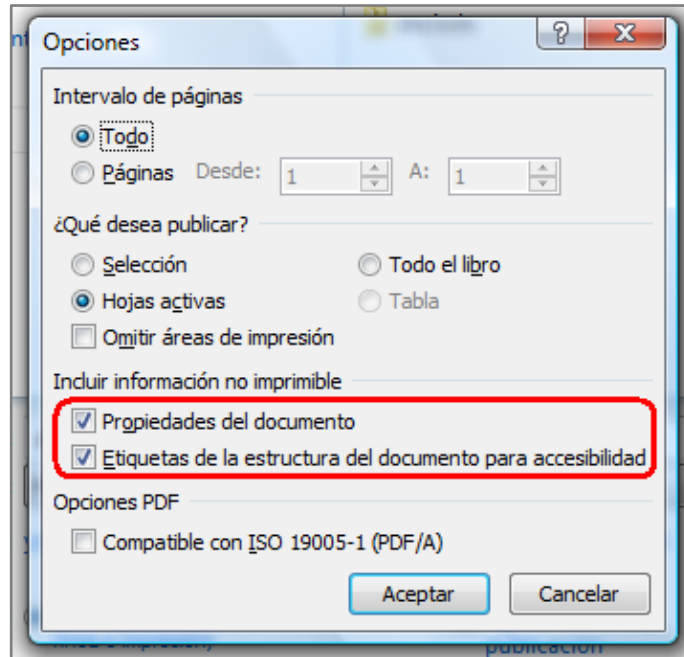 Opciones
Intervalo de páginas
Todo
Páginas Desde: 1 A: 1
¿Qué desea publicar?
Selección Todo el libro
Hojas activas Tabla
Omitir áreas de impresión
Incluir información no imprimible
Propiedades del documento
Etiquetas de la estructura del documento para accesibilidad
Opciones PDF
Compatible con ISO 19005-1 (PDF/A)
Aceptar Cancelar
publicación